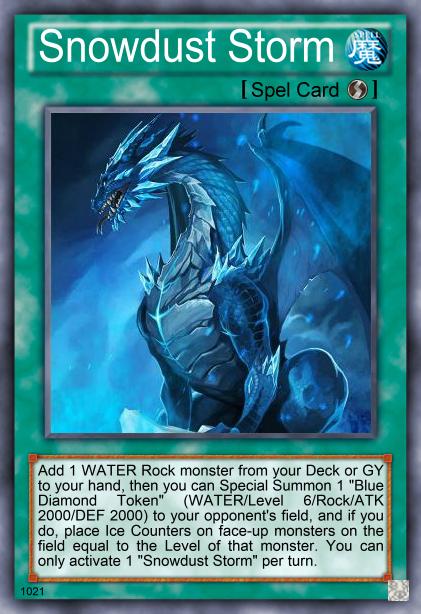 Snowdust Storm
SPELL
魔
[ Spel Card ]
Add 1 WATER Rock monster from your Deck or GY
to your hand, then you can Special Summon 1 "Blue
Diamond Token" (WATER/Level 6/Rock/ATK
2000/DEF 2000) to your opponent's field, and if you
do, place Ice Counters on face-up monsters on the
field equal to the Level of that monster. You can
only activate 1 "Snowdust Storm" per turn.
1021